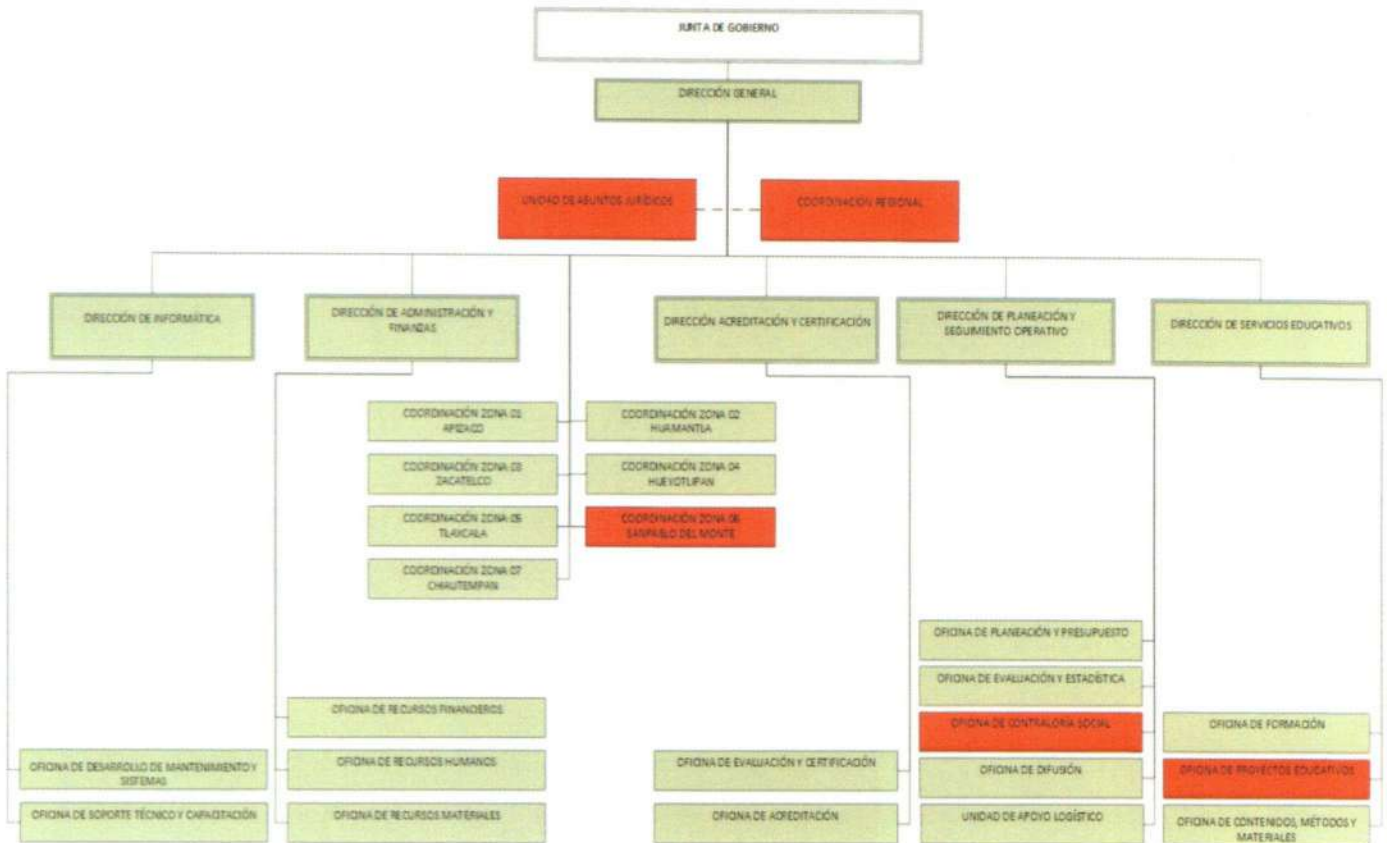 JUNTA DE GOBIERNO
DIRECCIÓN GENERAL
UNIDAD DE ASUNTOS JURÍDICOS
COORDINACIÓN REGIONAL
DIRECCIÓN DE INFORMÁTICA
DIRECCIÓN DE ADMINISTRACIÓN Y
FINANZAS
DIRECCIÓN ACREDITACIÓN Y CERTIFICACIÓN
DIRECCIÓN DE PLANEACIÓN Y
SEGUIMIENTO OPERATIVO
DIRECCIÓN DE SERVICIOS EDUCATIVOS
COORDINACIÓN ZONA 01
APIZACO
COORDINACIÓN ZONA 02
HUAMANTLA
COORDINACIÓN ZONA 03
ZACATELCO
COORDINACIÓN ZONA 04
HUEYOTLIPAN
COORDINACIÓN ZONA 05
TLAXCALA
COORDINACIÓN ZONA 06
SANPABLO DEL MONTE
COORDINACIÓN ZONA 07
CHIAUTEMPAN
OFICINA DE DESARROLLO DE MANTENIMIENTO Y
SISTEMAS
OFICINA DE SOPORTE TÉCNICO Y CAPACITACIÓN
OFICINA DE RECURSOS FINANCIEROS
OFICINA DE RECURSOS HUMANOS
OFICINA DE RECURSOS MATERIALES
OFICINA DE EVALUACIÓN Y CERTIFICACIÓN
OFICINA DE ACREDITACIÓN
OFICINA DE PLANEACIÓN Y PRESUPUESTO
OFICINA DE EVALUACIÓN Y ESTADÍSTICA
OFICINA DE CONTRALORÍA SOCIAL
OFICINA DE DIFUSIÓN
UNIDAD DE APOYO LOGÍSTICO
OFICINA DE FORMACIÓN
OFICINA DE PROYECTOS EDUCATIVOS
OFICINA DE CONTENIDOS, MÉTODOS Y
MATERIALES